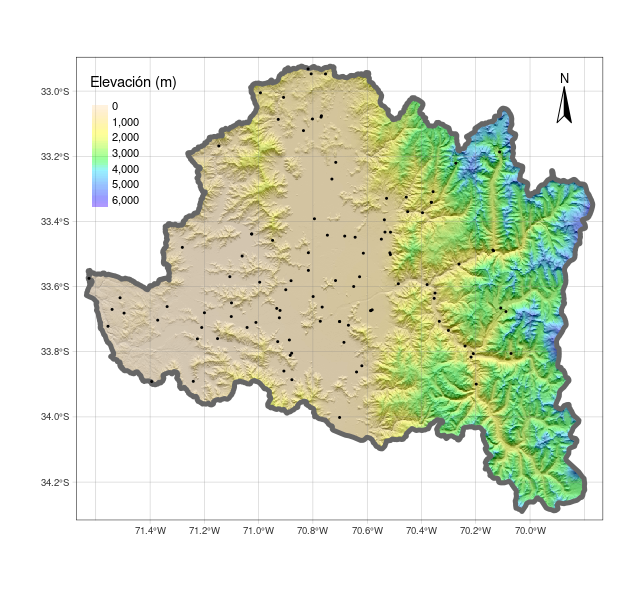 Elevación (m)
0
1,000
2,000
3,000
4,000
5,000
6,000
N
33.0°S
33.2°S
33.4°S
33.6°S
33.8°S
34.0°S
34.2°S
71.4°W 71.2°W 71.0°W 70.8°W 70.6°W 70.4°W 70.2°W 70.0°W